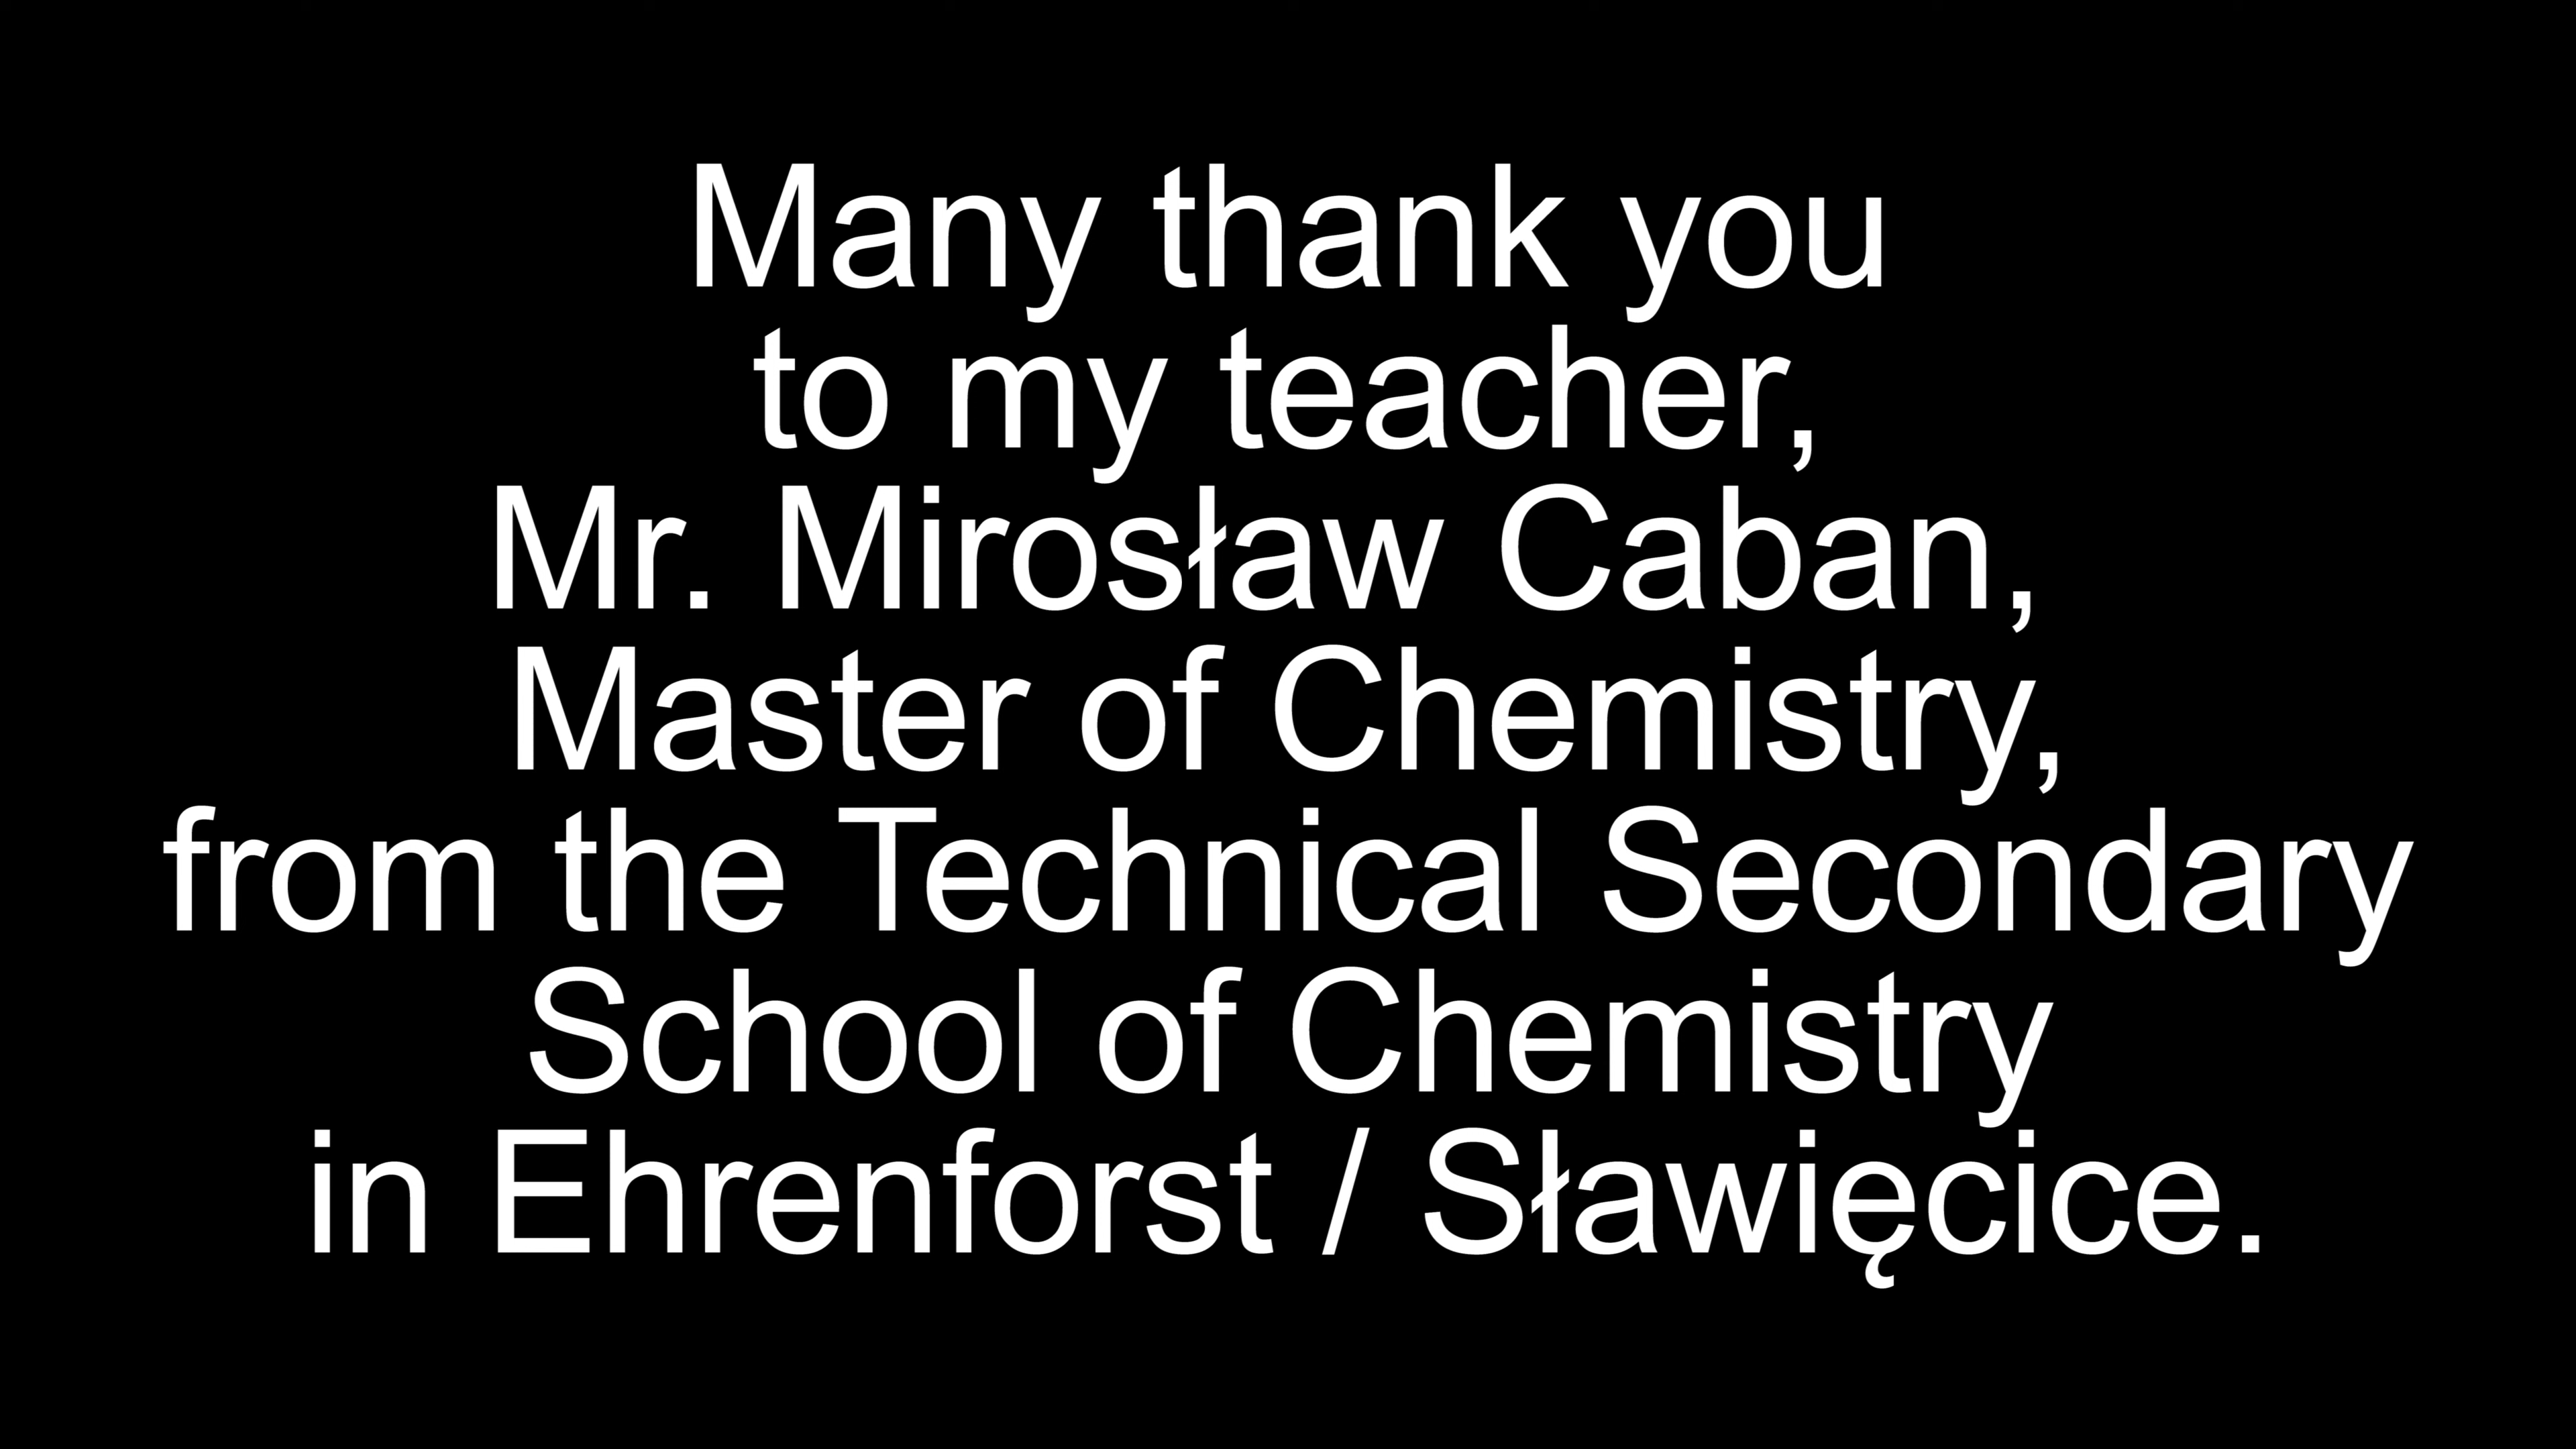 Many thank you
to my teacher,
Mr. Mirosław Caban,
Master of Chemistry,
from the Technical Secondary
School of Chemistry
in Ehrenforst / Sławięcice.